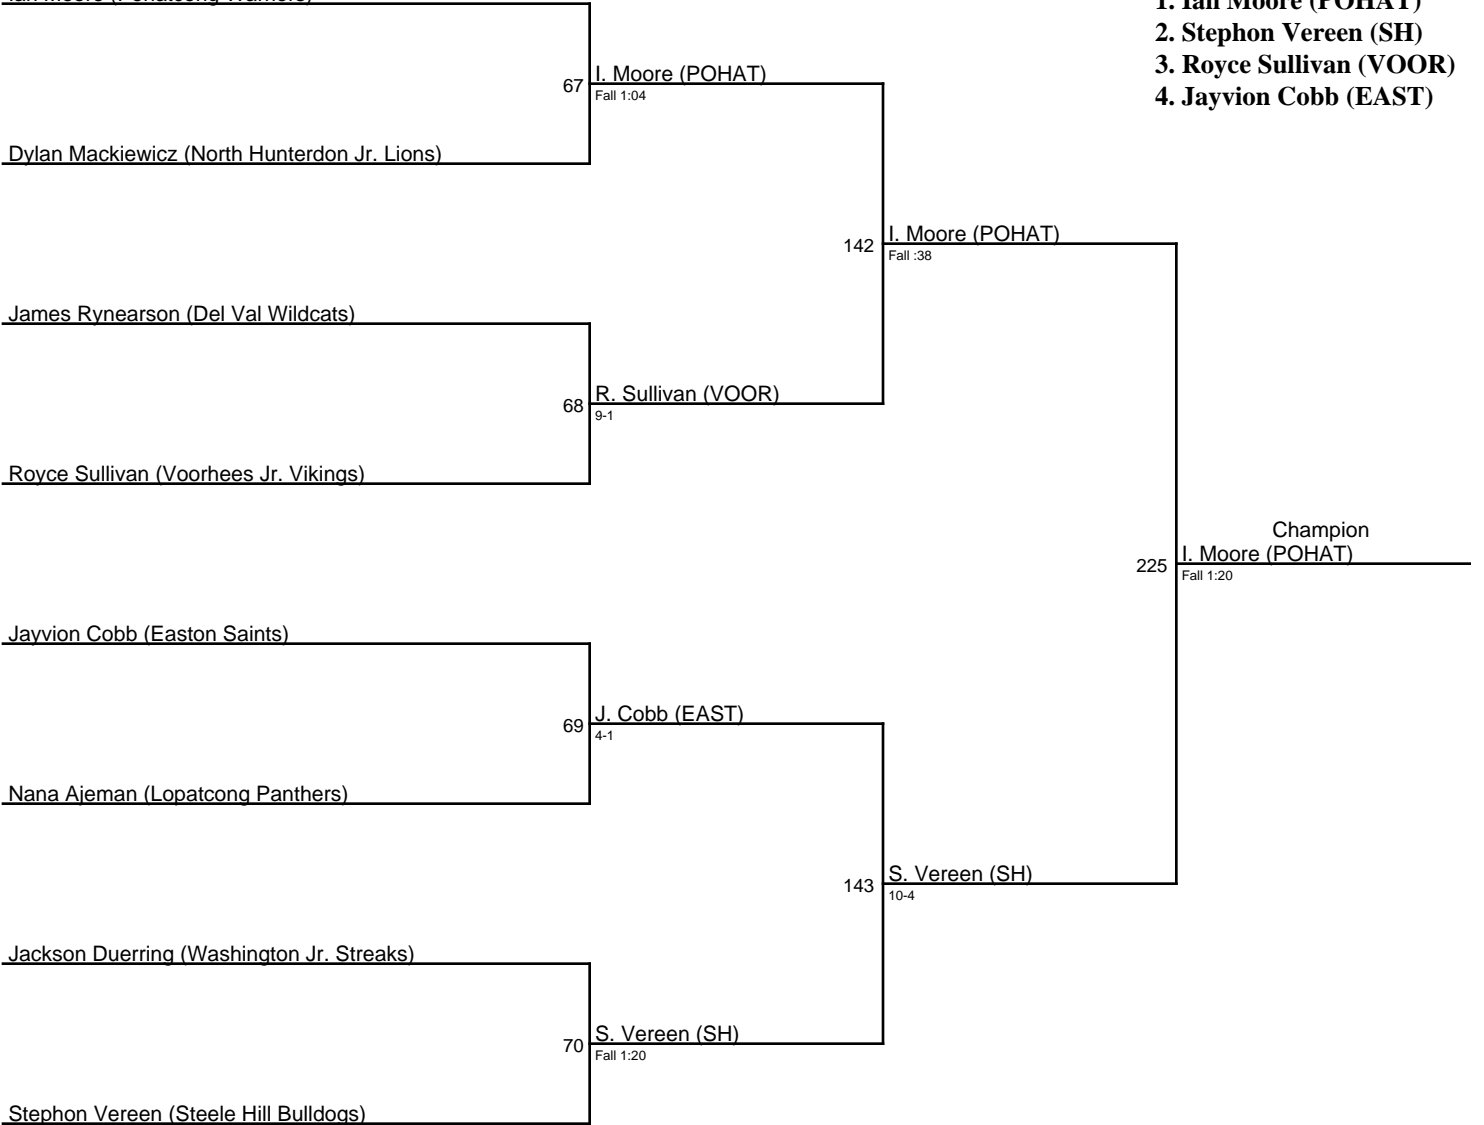 1. Ian Moore (POHAT)
2. Stephon Vereen (SH)
3. Royce Sullivan (VOOR)
4. Jayvion Cobb (EAST)
67
I. Moore (POHAT)
Fall 1:04
Dylan Mackiewicz (North Hunterdon Jr. Lions)
142
I. Moore (POHAT)
Fall :38
James Rynearson (Del Val Wildcats)
68
R. Sullivan (VOOR)
9-1
Royce Sullivan (Voorhees Jr. Vikings)
Champion
225
I. Moore (POHAT)
Fall 1:20
Jayvion Cobb (Easton Saints)
69
J. Cobb (EAST)
4-1
Nana Ajeman (Lopatcong Panthers)
143
S. Vereen (SH)
10-4
Jackson Duerring (Washington Jr. Streaks)
70
S. Vereen (SH)
Fall 1:20
Stephon Vereen (Steele Hill Bulldogs)